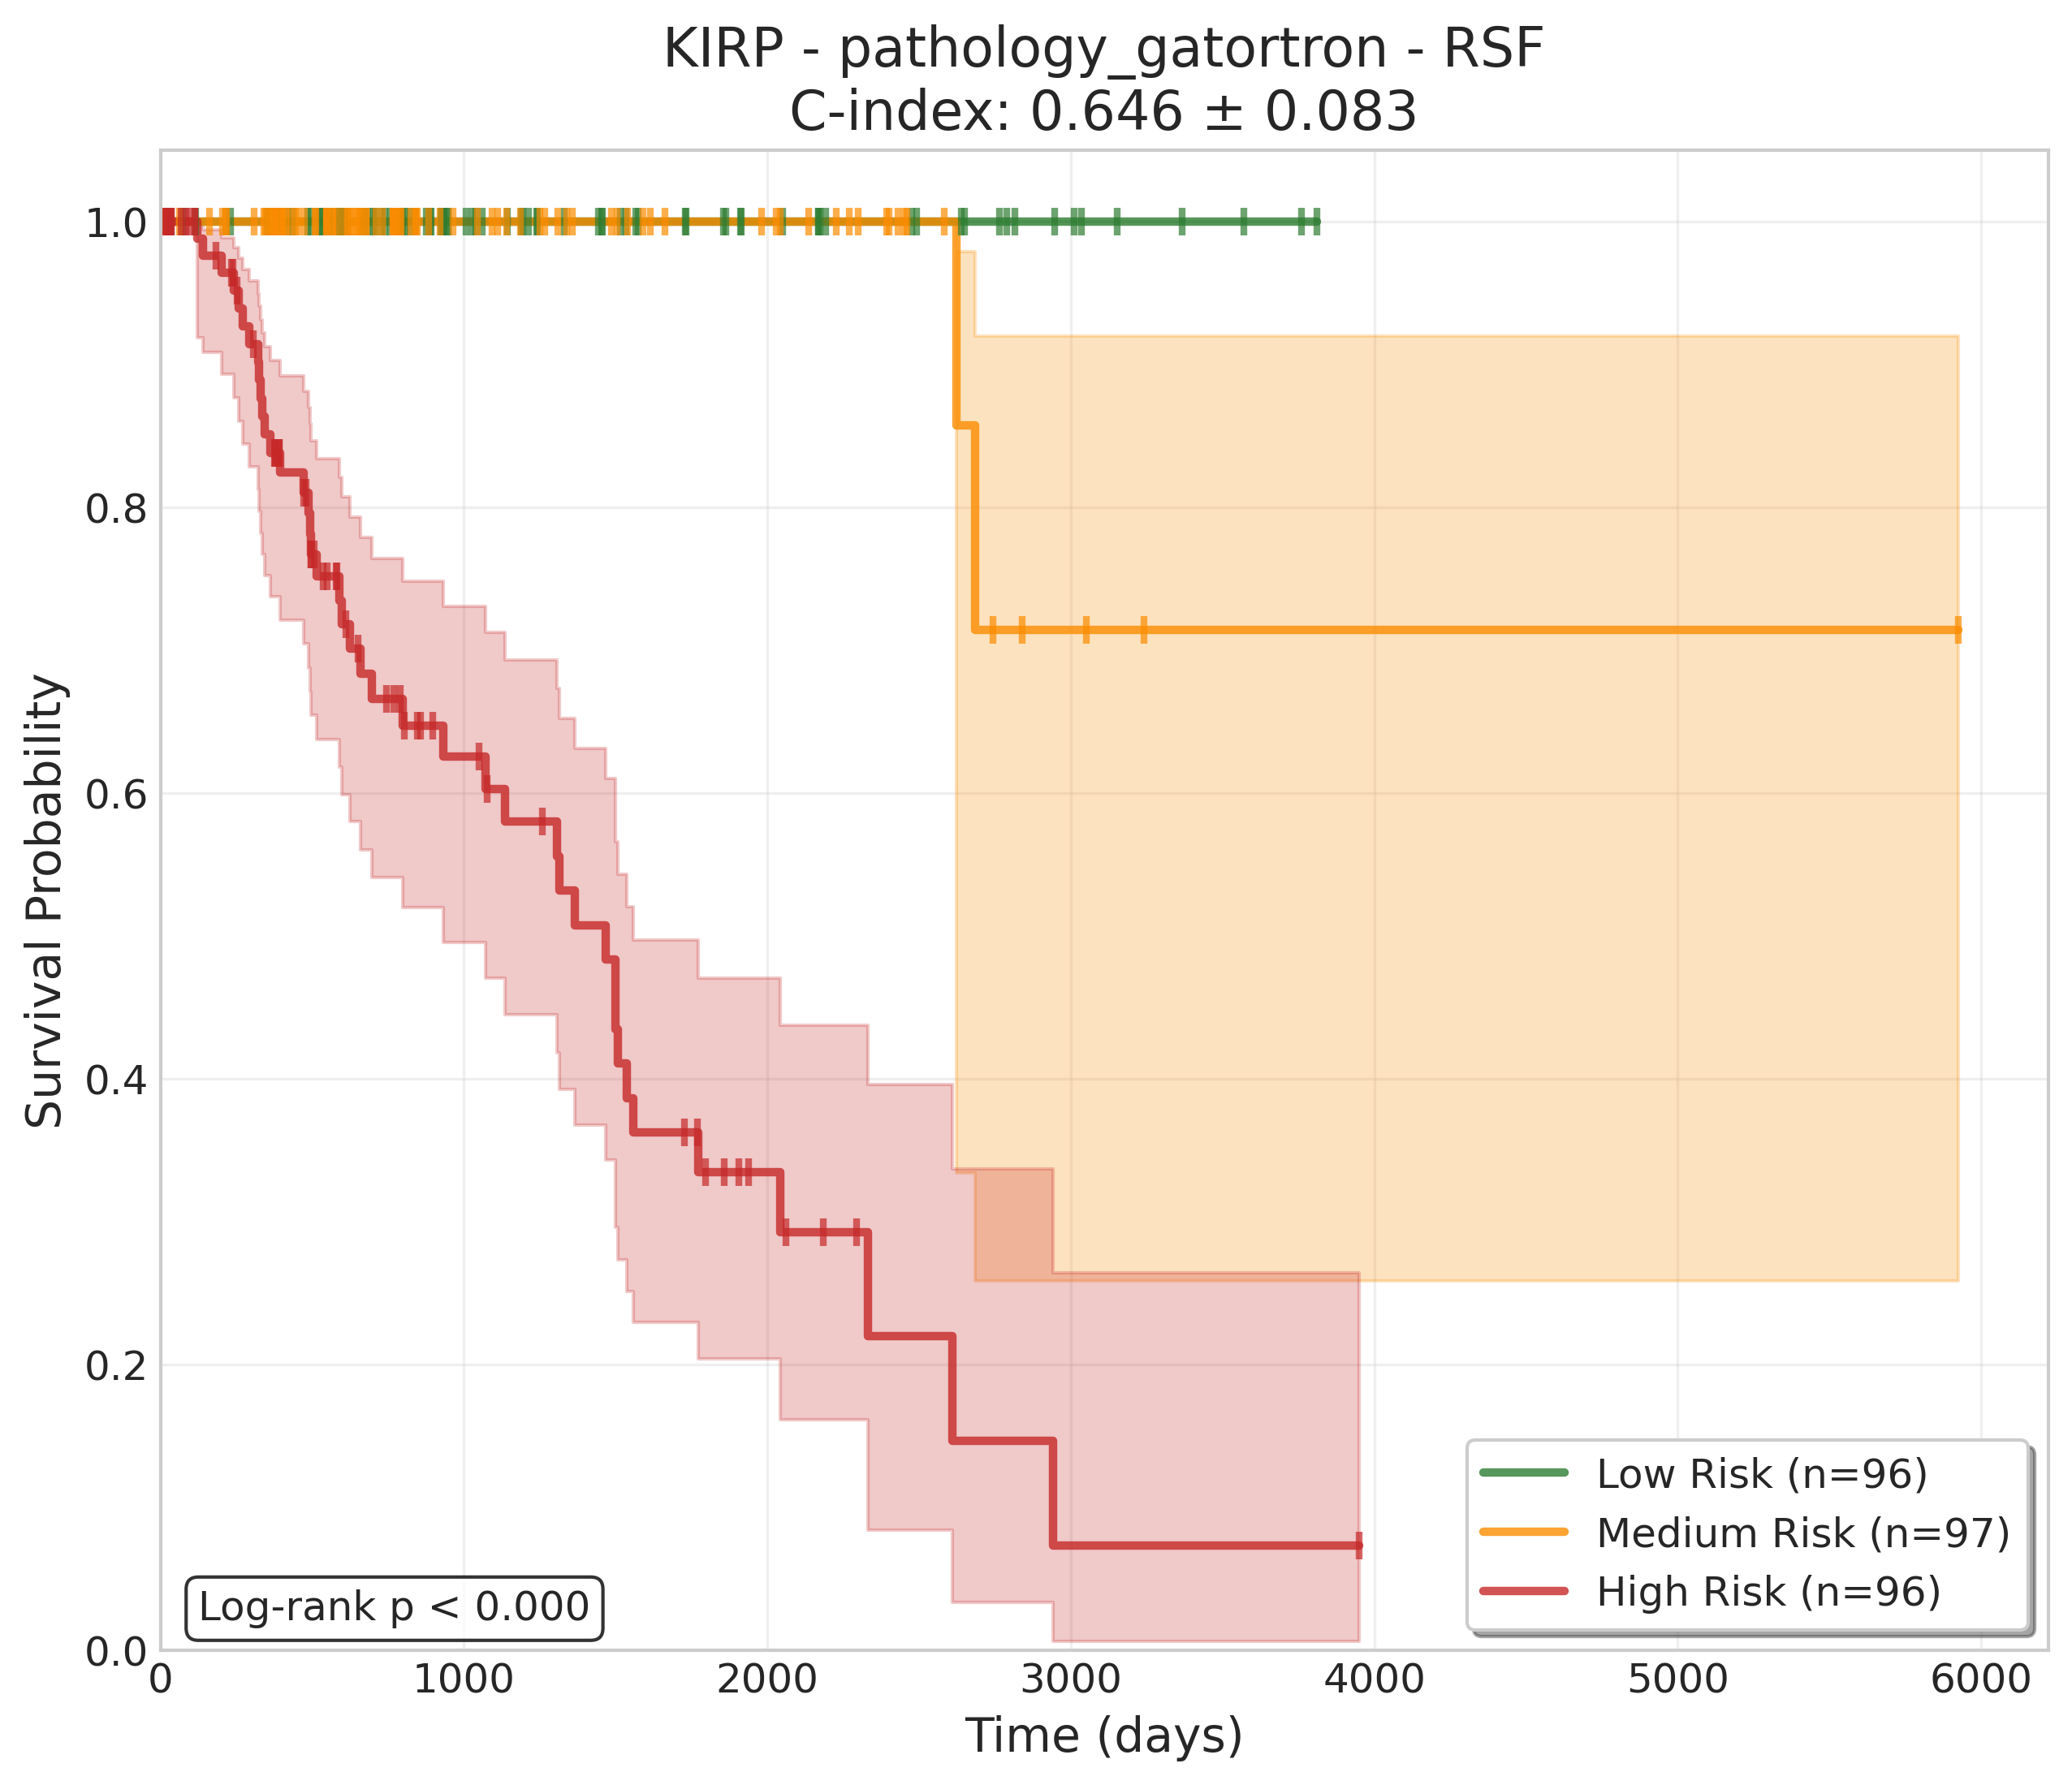 KIRP - pathology_gatortron - RSF
C-index: 0.646 ± 0.083
Survival Probability
1.0
0.8
0.6
0.4
0.2
0.0
0
1000
2000
3000
4000
5000
6000
Time (days)
Log-rank p < 0.000
Low Risk (n=96)
Medium Risk (n=97)
High Risk (n=96)